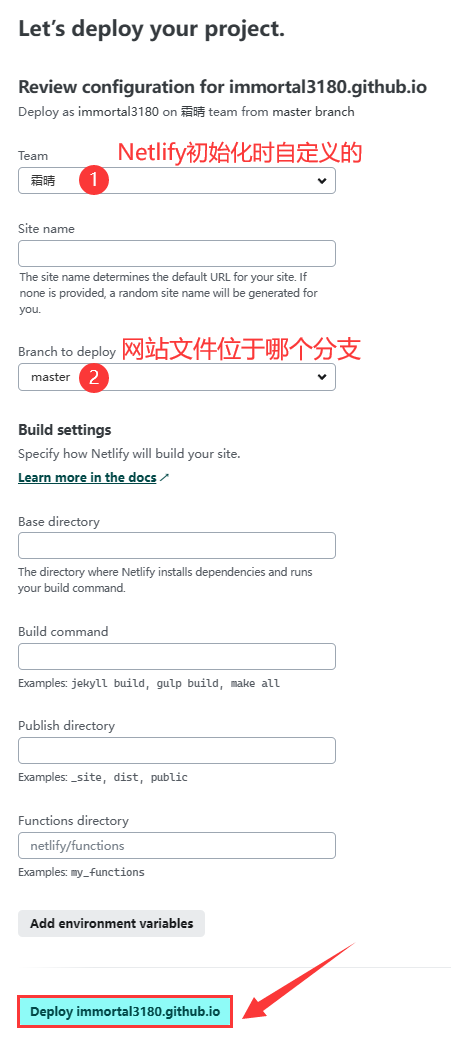 Let’s deploy your project.
Review configuration for immortal3180.github.io
Deploy as immortal3180 on 霜晴 team from master branch
Team Netlify初始化时自定义的
霜晴 1
Site name
The site name determines the default URL for your site. If
none is provided, a random site name will be generated for
you.
Branch to deploy 网站文件位于哪个分支
master 2
Build settings
Specify how Netlify will build your site.
Learn more in the docs ↗
Base directory
The directory where Netlify installs dependencies and runs
your build command.
Build command
Examples: jekyll build, gulp build, make all
Publish directory
Examples: _site, dist, public
Functions directory
netlify/functions
Examples: my_functions
Add environment variables
Deploy immortal3180.github.io